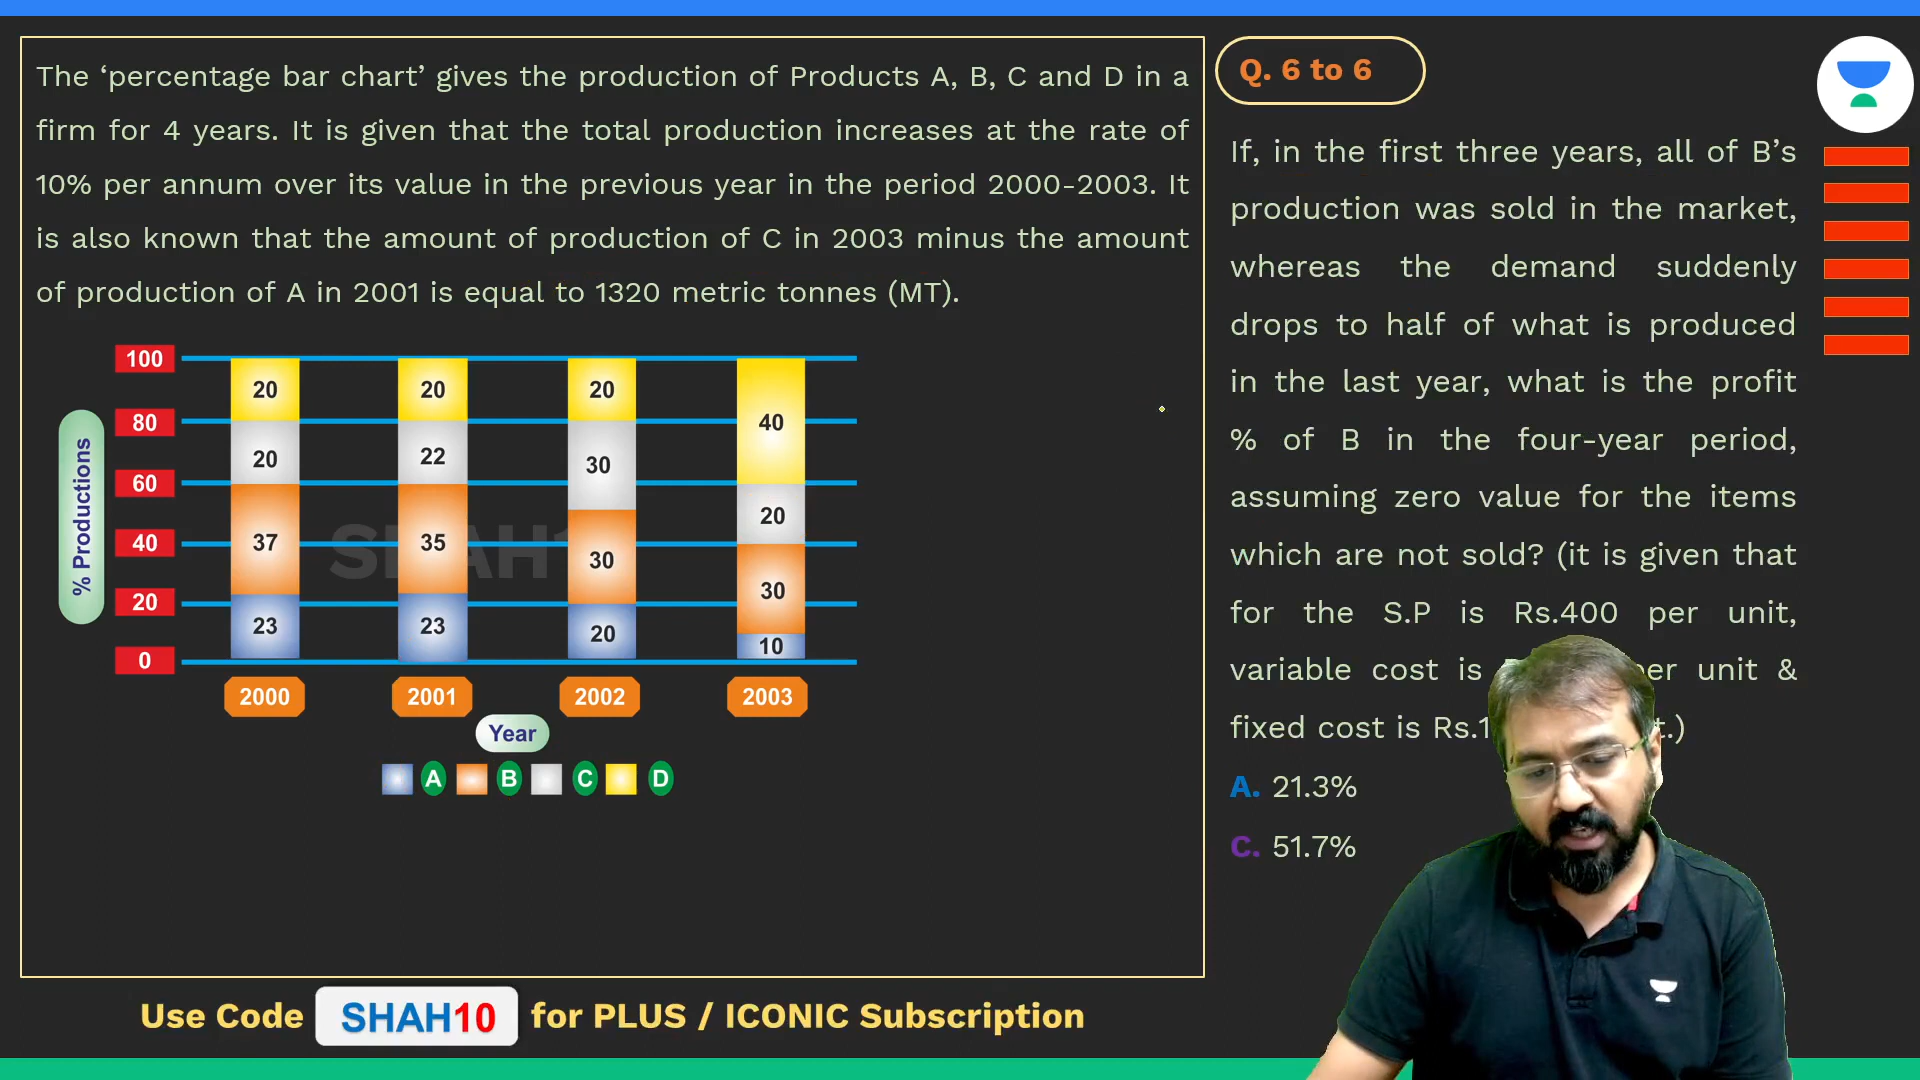 The ‘percentage bar chart’ gives the production of Products A, B, C and D in a
firm for 4 years. It is given that the total production increases at the rate of
10% per annum over its value in the previous year in the period 2000-2003. It
is also known that the amount of production of C in 2003 minus the amount
of production of A in 2001 is equal to 1320 metric tonnes (MT).
100
80
60
40
20
0
% Productions
20
20
37
23
20
22
35
23
20
30
30
20
40
20
30
10
2000
2001
2002
2003
Year
A B C D
Q. 6 to 6
If, in the first three years, all of B’s
production was sold in the market,
whereas the demand suddenly
drops to half of what is produced
in the last year, what is the profit
% of B in the four-year period,
assuming zero value for the items
which are not sold? (it is given that
for the S.P is Rs.400 per unit,
variable cost is per unit &
fixed cost is
A. 21.3%
C. 51.7%
Use Code SHAH10 for PLUS / ICONIC Subscription